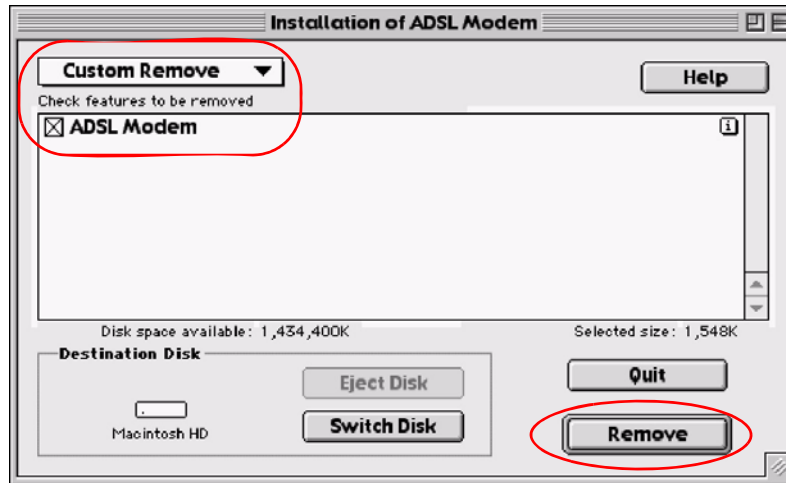 Installation of ADSL Modem
Custom Remove
Help
Check features to be removed
ADSL Modem
i
Disk space available: 1,434,400K
Selected size: 1,548K
Destination Disk
Eject Disk
Quit
Macintosh HD
Switch Disk
Remove